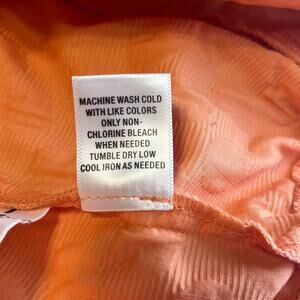 MACHINE WASH COLD
WITH LIKE COLORS
ONLY NON-
CHLORINE BLEACH
WHEN NEEDED
TUMBLE DRY LOW
COOL IRON AS NEEDED